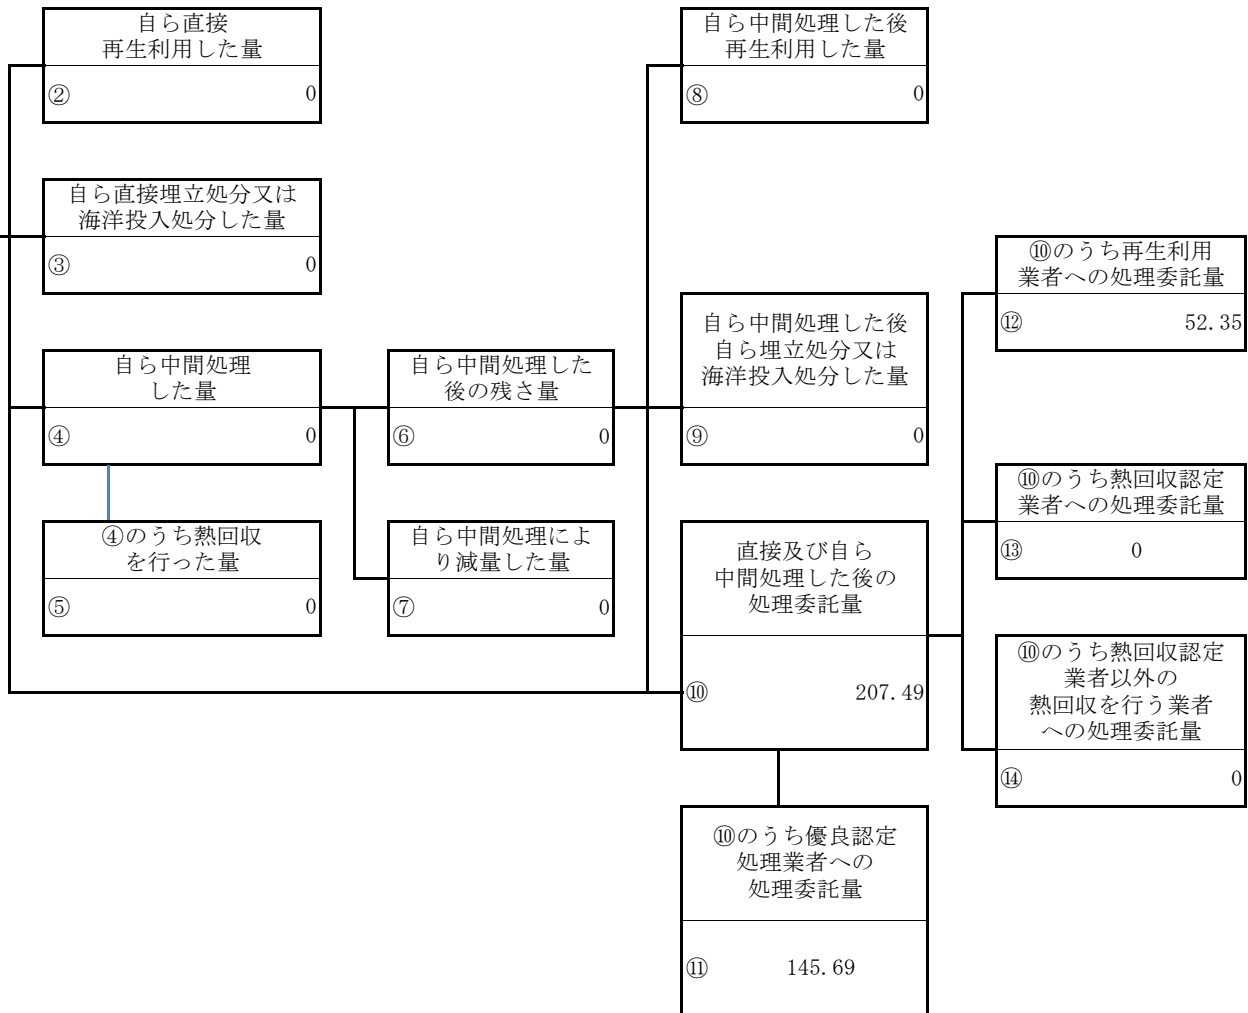 自ら直接
再生利用した量
② 0
自ら直接埋立処分又は
海洋投入処分した量
③ 0
自ら中間処理
した量
④ 0
④のうち熱回収
を行った量
⑤ 0
自ら中間処理した
後の残さ量
⑥ 0
自ら中間処理によ
り減量した量
⑦ 0
自ら中間処理した後
再生利用した量
⑧ 0
自ら中間処理した後
自ら埋立処分又は
海洋投入処分した量
⑨ 0
直接及び自ら
中間処理した後の
処理委託量
⑩ 207.49
⑩のうち優良認定
処理業者への
処理委託量
⑪ 145.69
⑩のうち再生利用
業者への処理委託量
⑫ 52.35
⑩のうち熱回収認定
業者への処理委託量
⑬ 0
⑩のうち熱回収認定
業者以外の
熱回収を行う業者
への処理委託量
⑭ 0